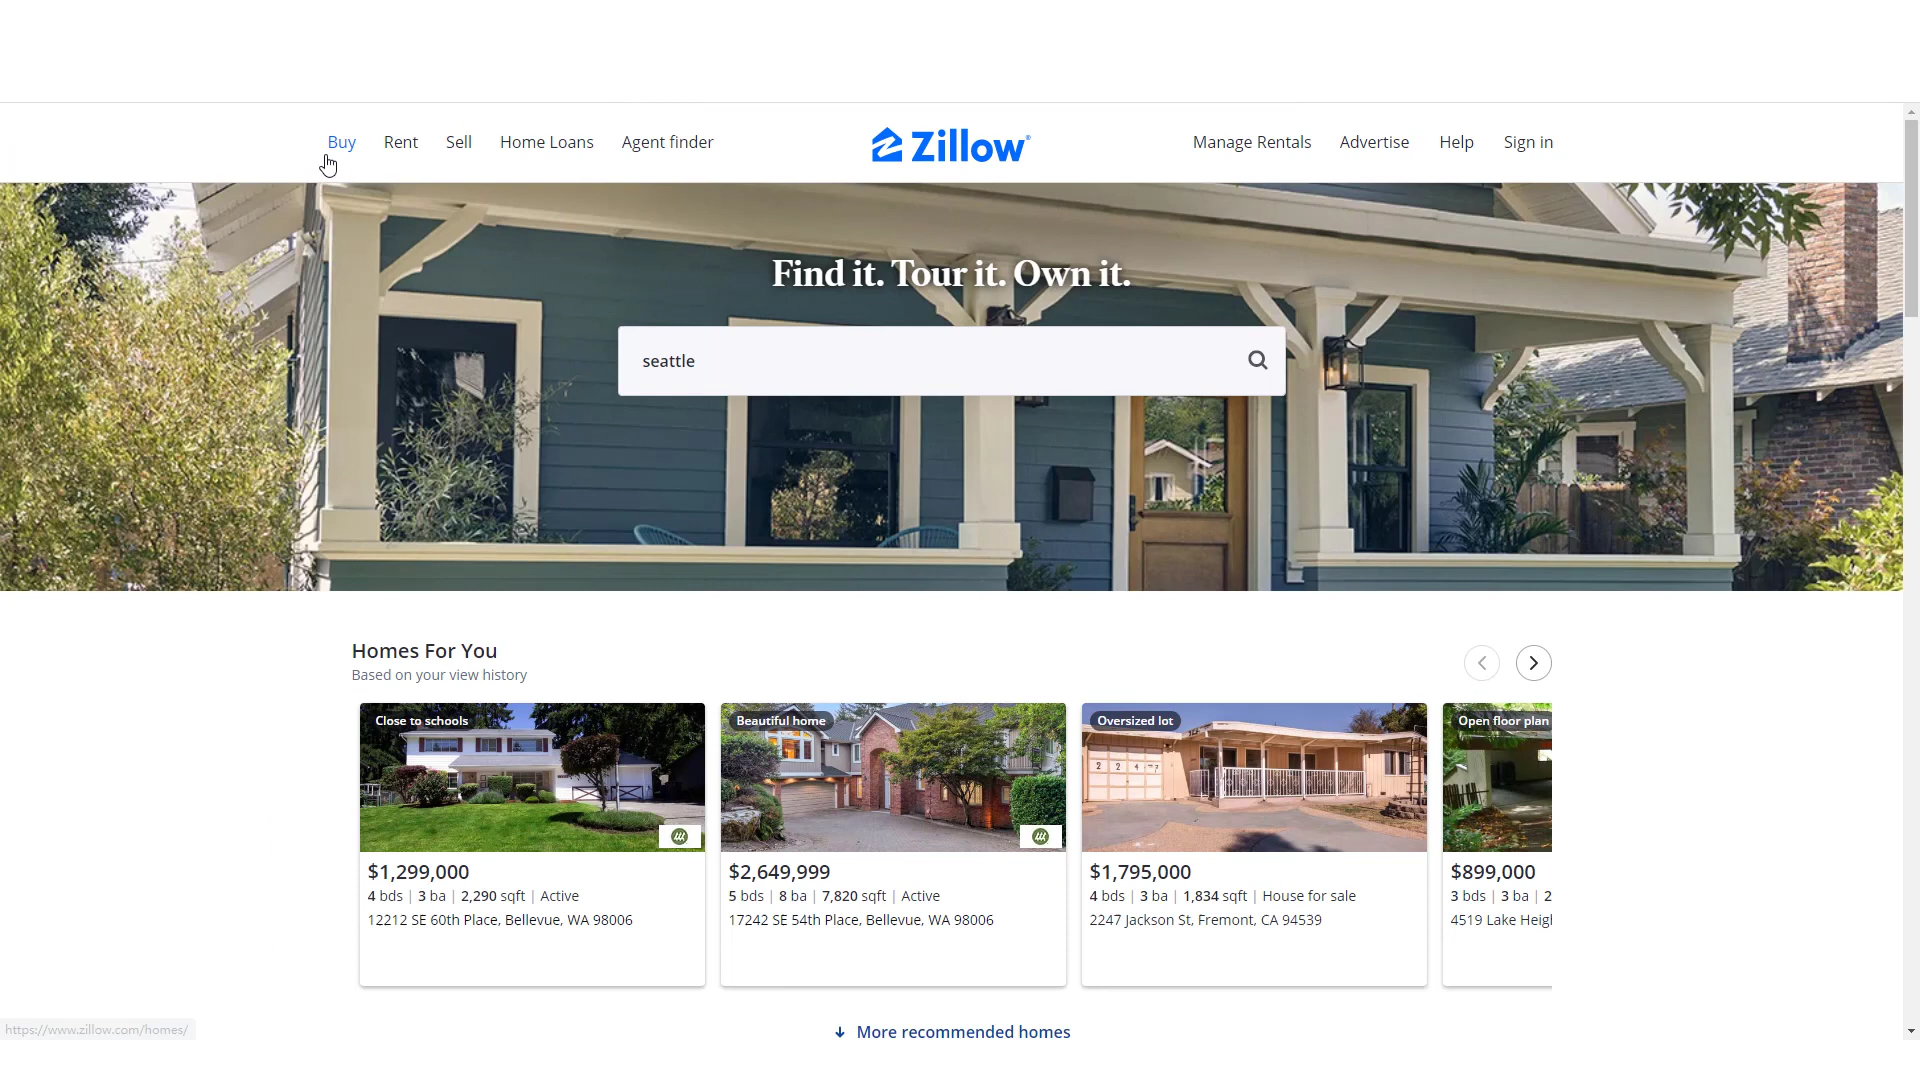 Buy Rent Sell Home Loans Agent finder Zillow Manage Rentals Advertise Help Sign in
Find it. Tour it. Own it.
seattle
Homes For You
Based on your view history
Close to schools
$1,299,000
4 bds | 3 ba | 2,290 sqft | Active
12212 SE 60th Place, Bellevue, WA 98006
Beautiful home
$2,649,999
5 bds | 8 ba | 7,820 sqft | Active
17242 SE 54th Place, Bellevue, WA 98006
Oversized lot
2 2 4 7
$1,795,000
4 bds | 3 ba | 1,834 sqft | House for sale
2247 Jackson St, Fremont, CA 94539
Open floor plan
$899,000
3 bds | 3 ba | 2
4519 Lake Heigh
More recommended homes
https://www.zillow.com/homes/